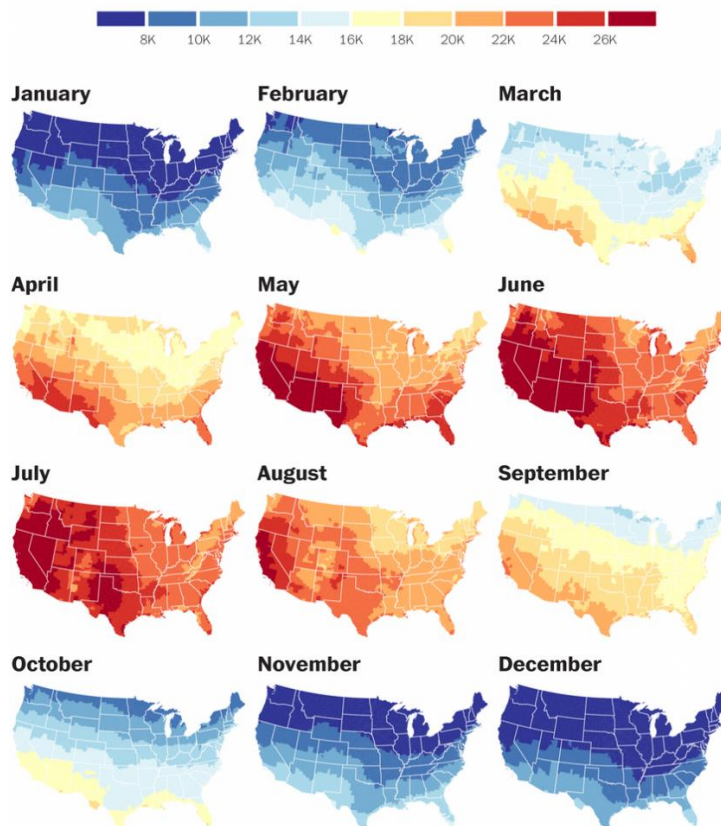 8K 10K 12K 14K 16K 18K 20K 22K 24K 26K
January February March
April May June
July August September
October November December